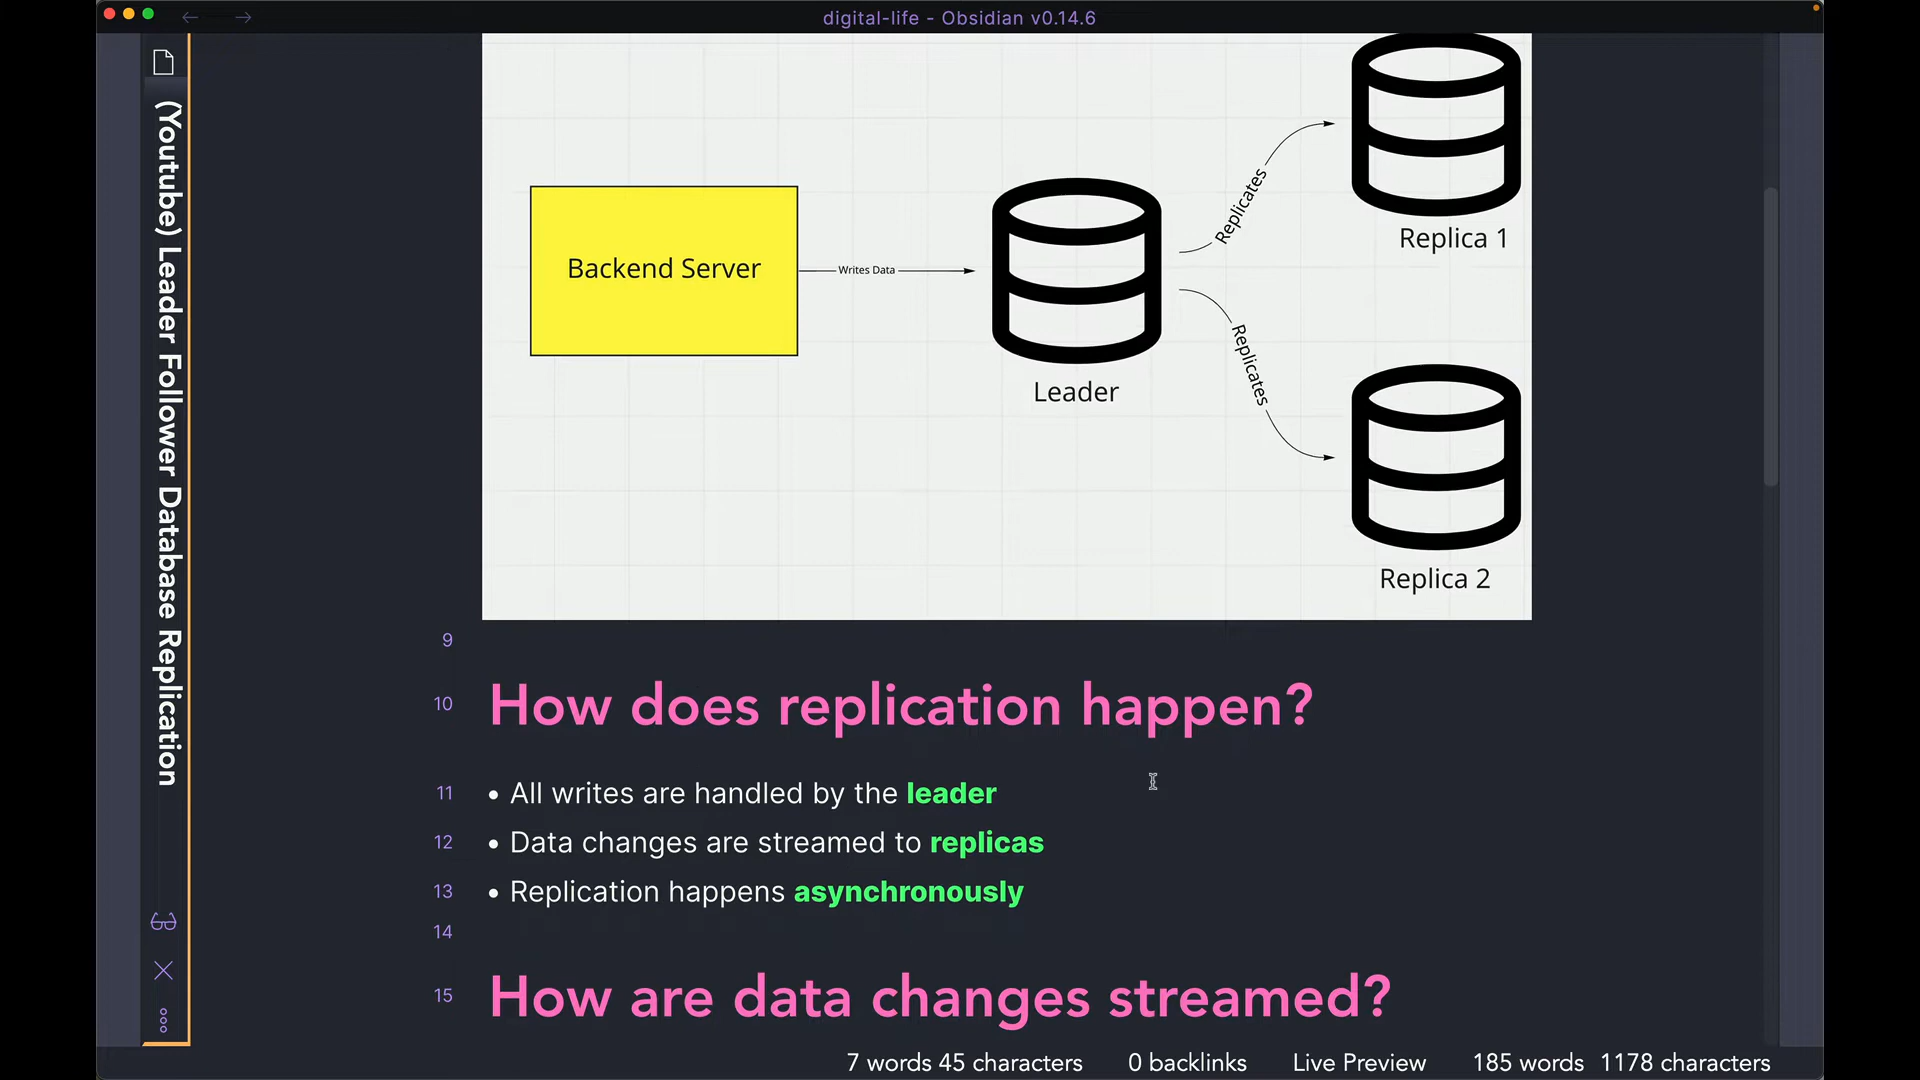 digital-life - Obsidian v0.14.6
(Youtube) Leader Follower Database Replication
Backend Server
Writes Data
Leader
Replicates
Replica 1
Replicates
Replica 2
9
10 How does replication happen?
11 • All writes are handled by the leader
12 • Data changes are streamed to replicas
13 • Replication happens asynchronously
14
15 How are data changes streamed?
7 words 45 characters 0 backlinks Live Preview 185 words 1178 characters